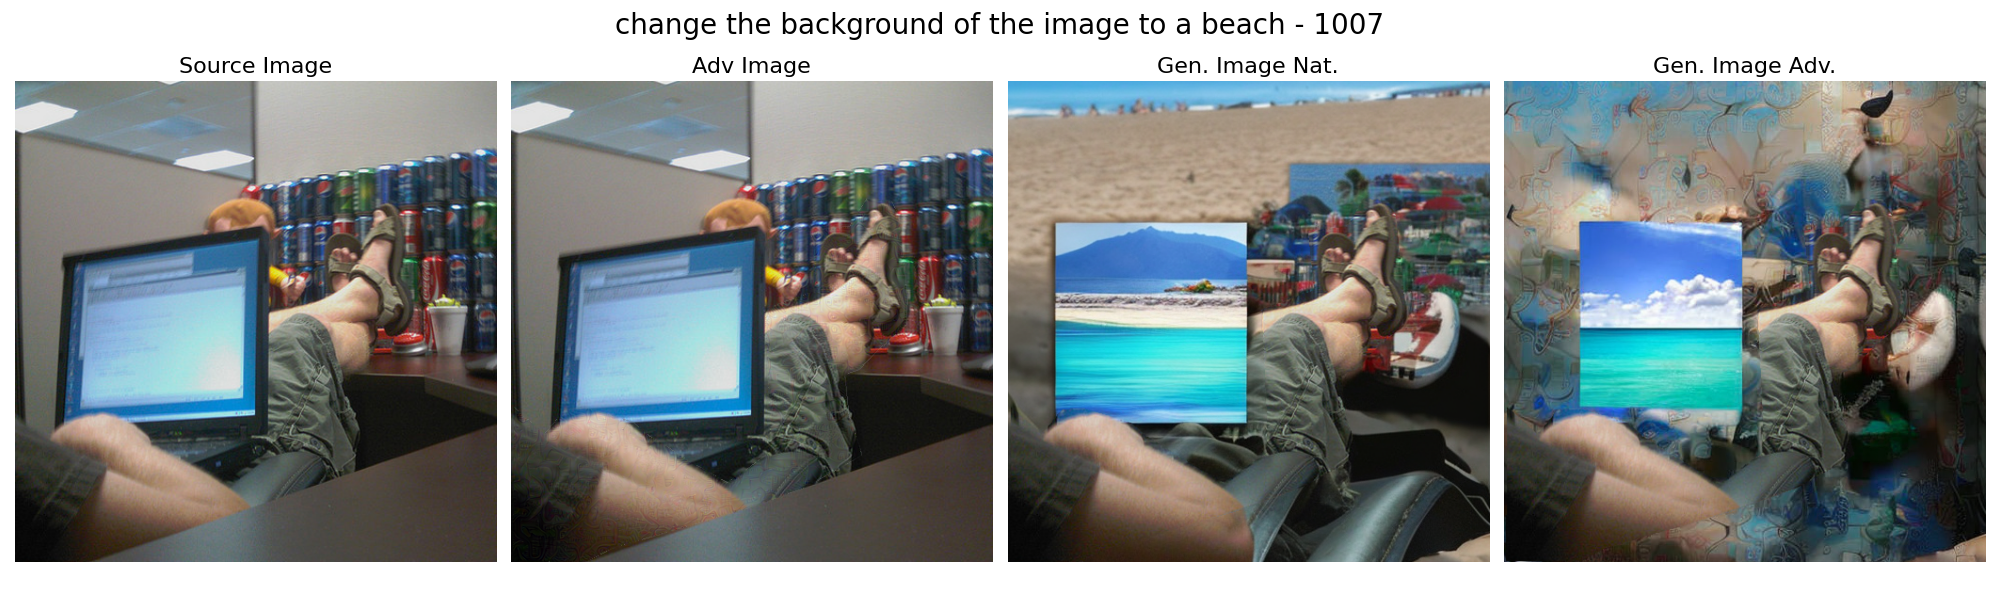 change the background of the image to a beach - 1007
Source Image
Adv Image
Gen. Image Nat.
Gen. Image Adv.